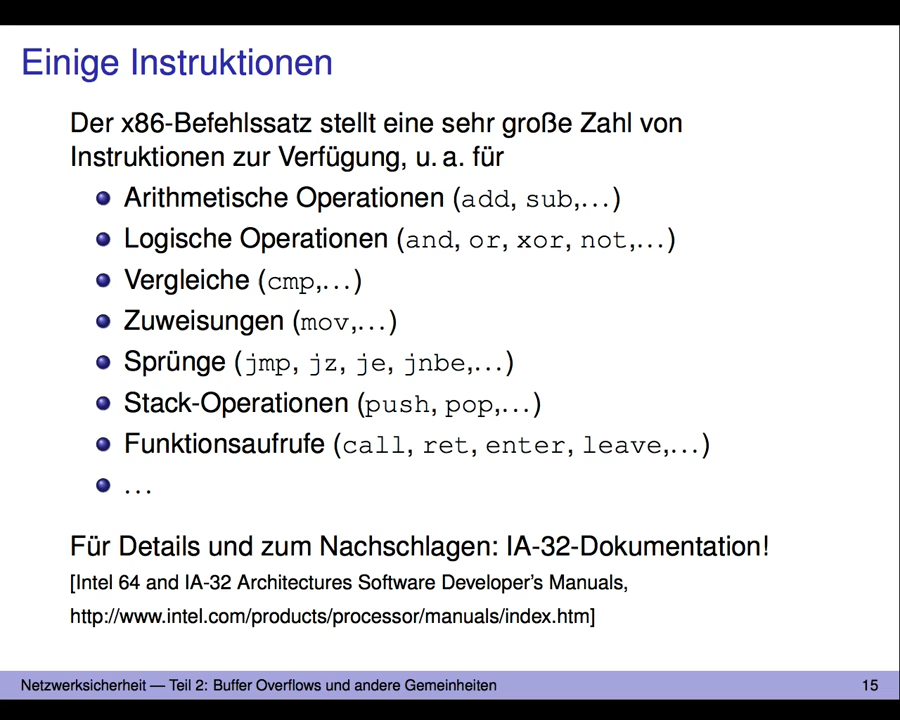 Einige Instruktionen
Der x86-Befehlssatz stellt eine sehr große Zahl von
Instruktionen zur Verfügung, u. a. für
Arithmetische Operationen (add, sub,...)
Logische Operationen (and, or, xor, not,...)
Vergleiche (cmp,...)
Zuweisungen (mov,...)
Sprünge (jmp, jz, je, jnbe,...)
Stack-Operationen (push, pop,...)
Funktionsaufrufe (call, ret, enter, leave,...)
...
Für Details und zum Nachschlagen: IA-32-Dokumentation!
[Intel 64 and IA-32 Architectures Software Developer's Manuals,
http://www.intel.com/products/processor/manuals/index.htm]
Netzwerksicherheit — Teil 2: Buffer Overflows und andere Gemeinheiten 15